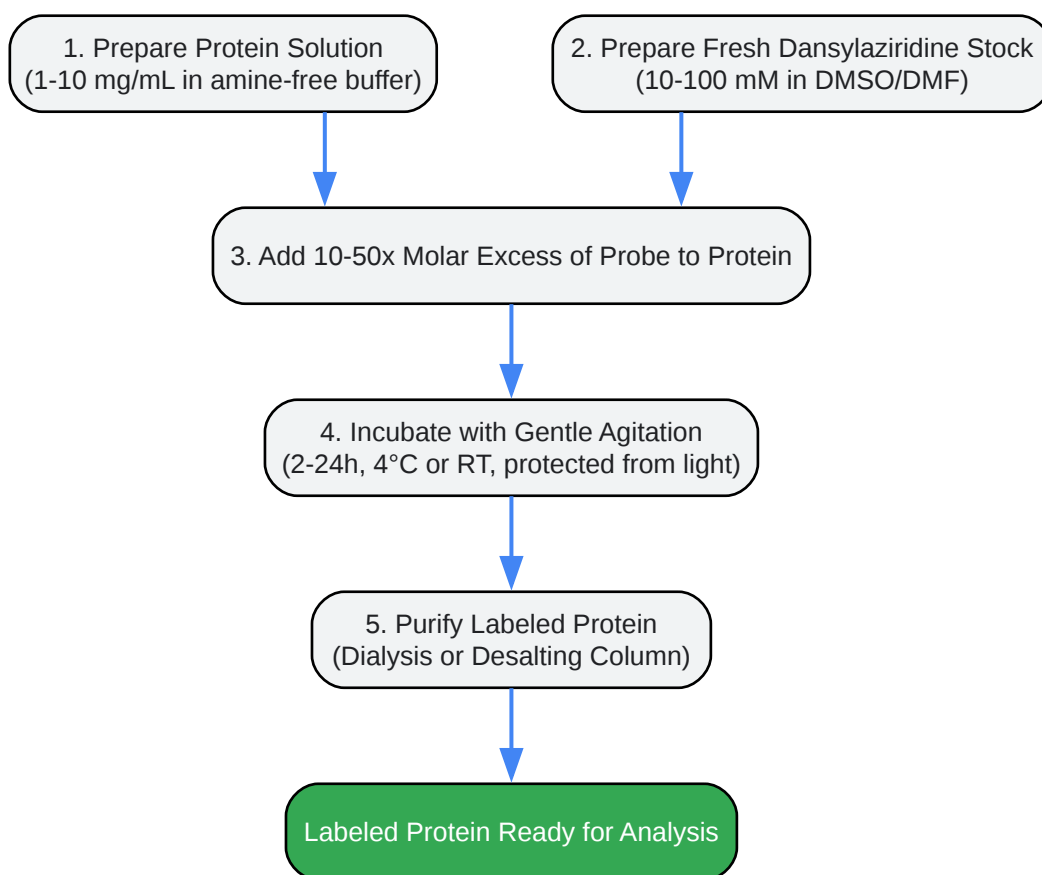 1. Prepare Protein Solution
(1-10 mg/mL in amine-free buffer)
2. Prepare Fresh Dansylaziridine Stock
(10-100 mM in DMSO/DMF)
3. Add 10-50x Molar Excess of Probe to Protein
4. Incubate with Gentle Agitation
(2-24h, 4°C or RT, protected from light)
5. Purify Labeled Protein
(Dialysis or Desalting Column)
Labeled Protein Ready for Analysis